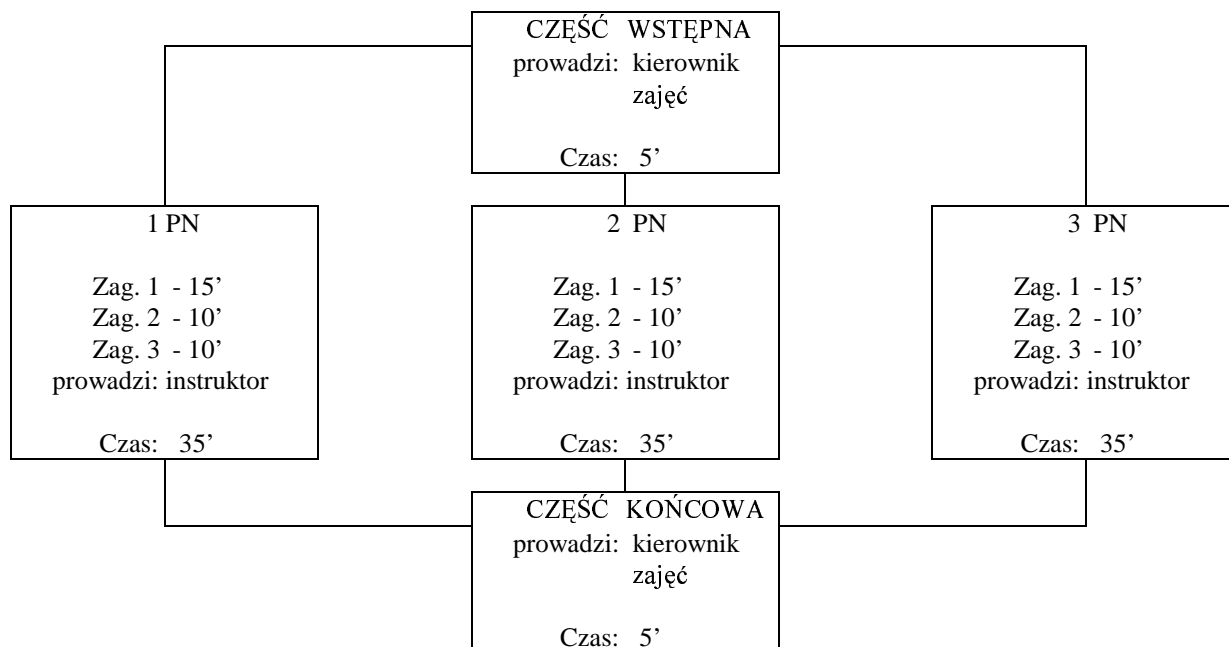 CZĘŚĆ WSTĘPNA
prowadzi: kierownik
zajęć
Czas: 5’
1 PN
Zag. 1 - 15’
Zag. 2 - 10’
Zag. 3 - 10’
prowadzi: instruktor
Czas: 35’
2 PN
Zag. 1 - 15’
Zag. 2 - 10’
Zag. 3 - 10’
prowadzi: instruktor
Czas: 35’
3 PN
Zag. 1 - 15’
Zag. 2 - 10’
Zag. 3 - 10’
prowadzi: instruktor
Czas: 35’
CZĘŚĆ KOŃCOWA
prowadzi: kierownik
zajęć
Czas: 5’